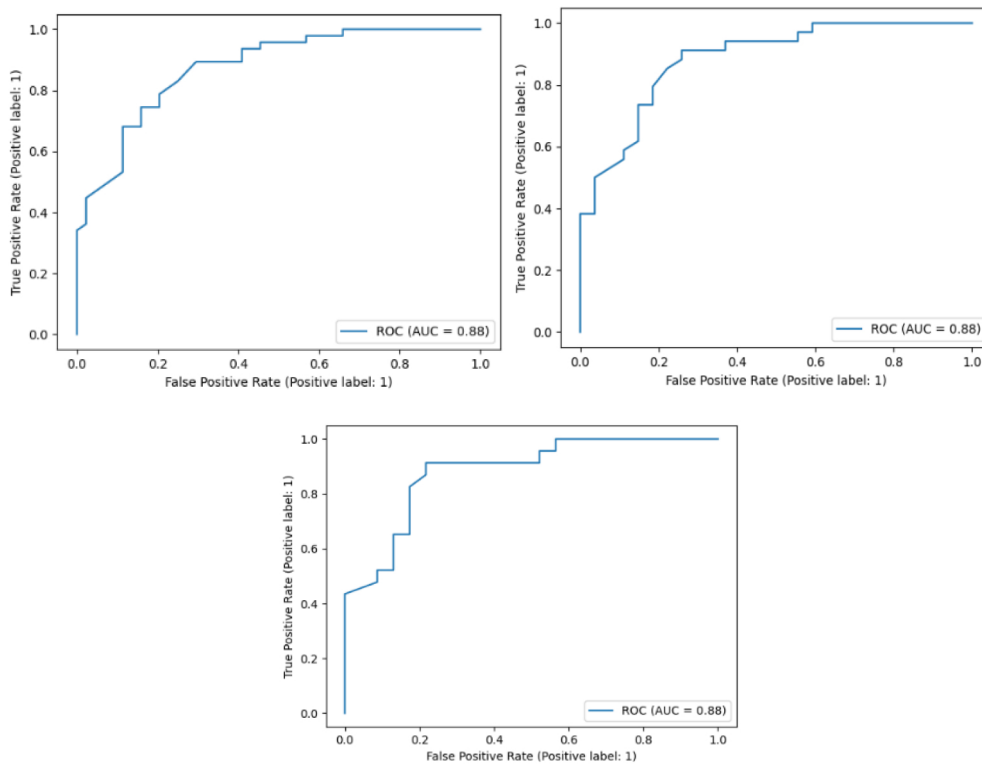 1.0
0.8
0.6
0.4
0.2
0.0
True Positive Rate (Positive label: 1)
ROC (AUC = 0.88)
0.0 0.2 0.4 0.6 0.8 1.0
False Positive Rate (Positive label: 1)
1.0
0.8
0.6
0.4
0.2
0.0
True Positive Rate (Positive label: 1)
ROC (AUC = 0.88)
0.0 0.2 0.4 0.6 0.8 1.0
False Positive Rate (Positive label: 1)
1.0
0.8
0.6
0.4
0.2
0.0
True Positive Rate (Positive label: 1)
ROC (AUC = 0.88)
0.0 0.2 0.4 0.6 0.8 1.0
False Positive Rate (Positive label: 1)